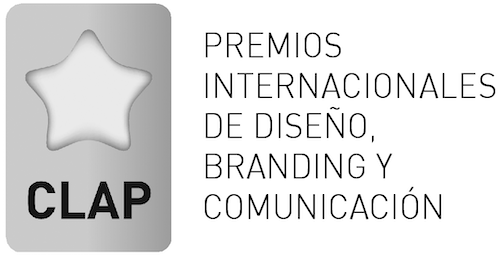 CLAP
PREMIOS
INTERNACIONALES
DE DISEÑO,
BRANDING Y
COMUNICACIÓN